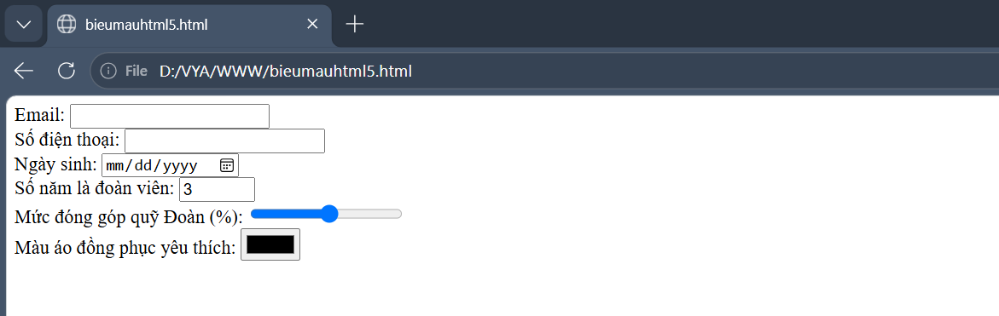 bieumauhtml5.html
File D:/VYA/WWW/bieumauhtml5.html
Email:
Số điện thoại:
Ngày sinh: mm/dd/yyyy
Số năm là đoàn viên: 3
Mức đóng góp quỹ Đoàn (%):
Màu áo đồng phục yêu thích: